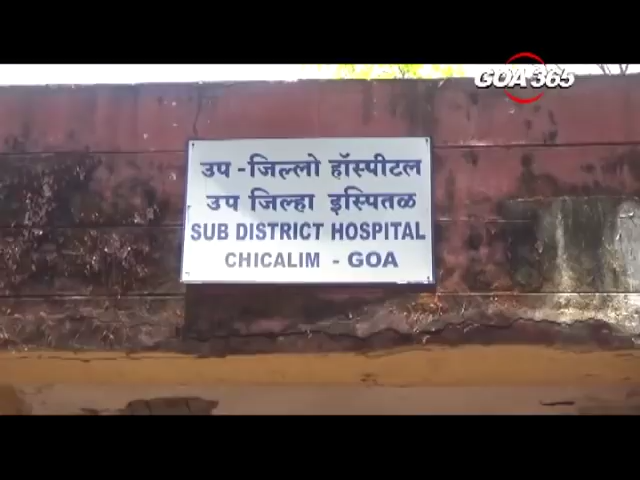 GOA 365
उप -जिल्लो हॉस्पीटल
उप जिल्हा इस्पितळ
SUB DISTRICT HOSPITAL
CHICALIM - GOA